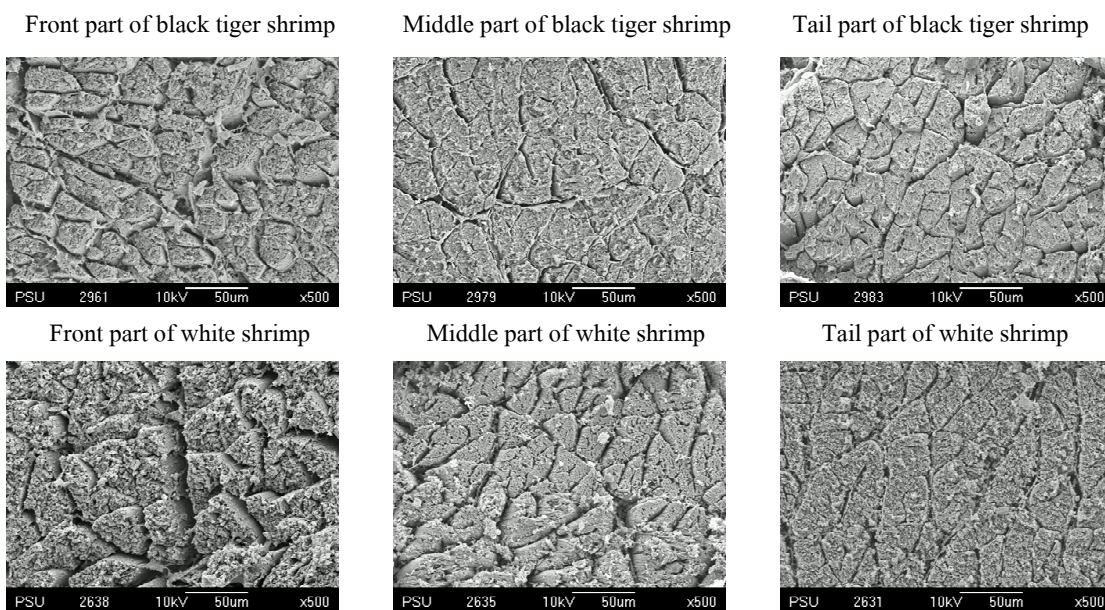 Front part of black tiger shrimp
Middle part of black tiger shrimp
Tail part of black tiger shrimp
PSU 2961 10kV 50um x500
PSU 2979 10kV 50um x500
PSU 2983 10kV 50um x500
Front part of white shrimp
Middle part of white shrimp
Tail part of white shrimp
PSU 2638 10kV 50um x500
PSU 2635 10kV 50um x500
PSU 2631 10kV 50um x500